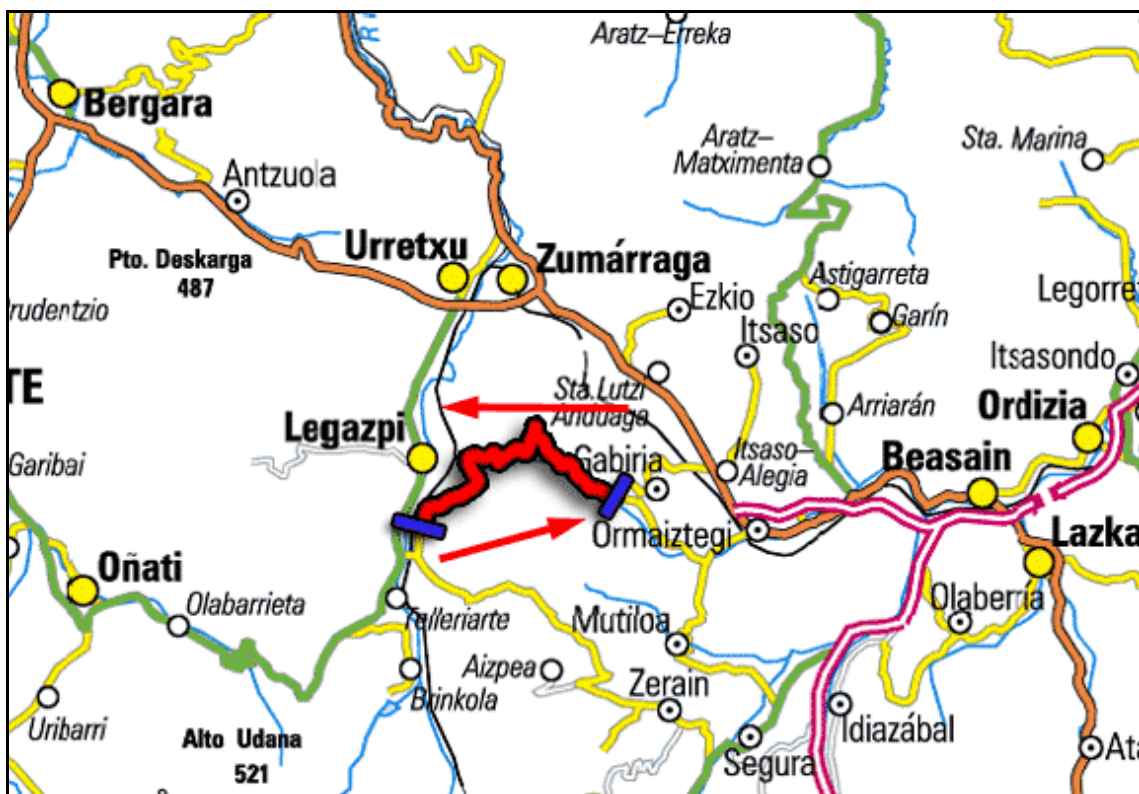 Aratz–Erreka
Bergara
Aratz–
Matximenta
Sta. Marina
Antzuola
Urretxu
Zumárraga
Pto. Deskarga
487
Astigarreta
Ezkio
Legorret
rudentzio
Garín
Itsaso
Itsasondo
TE
Sta. Lutzi
Anduaga
Arriarán
Ordizia
Legazpi
Garibai
Gabiria
Itsaso–
Alegia
Beasain
Ormaiztegi
Lazka
Oñati
Olabarrieta
Telleriarte
Mutiloa
Olaberria
Aizpea
Zerain
Brinkola
Uribarri
Idiazábal
Alto Udana
521
Segura
Ata